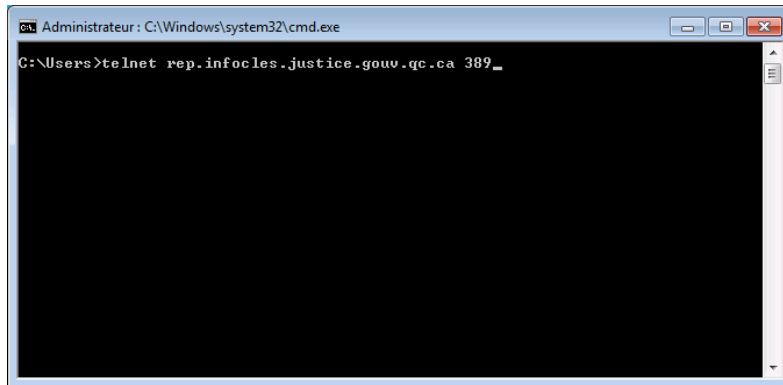 Administrateur : C:\Windows\system32\cmd.exe
C:\Users>telnet rep.infocles.justice.gouv.qc.ca 389_